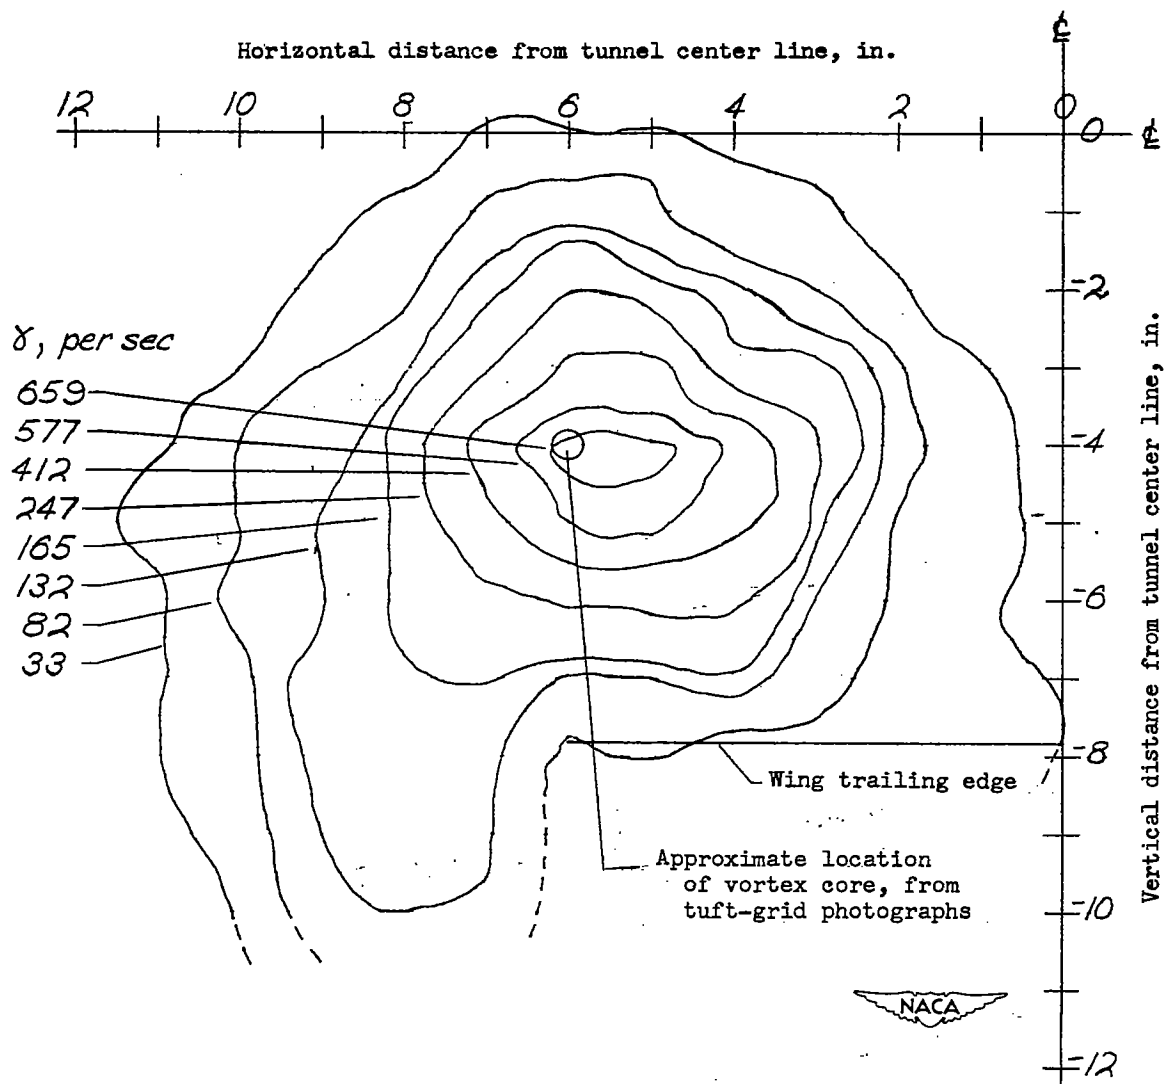 Horizontal distance from tunnel center line, in.
℄
12 10 8 6 4 2 0
0 ℄
-2
-4
-6
-8
-10
-12
Vertical distance from tunnel center line, in.
γ, per sec
659
577
412
247
165
132
82
33
Wing trailing edge
Approximate location
of vortex core, from
tuft-grid photographs
NACA